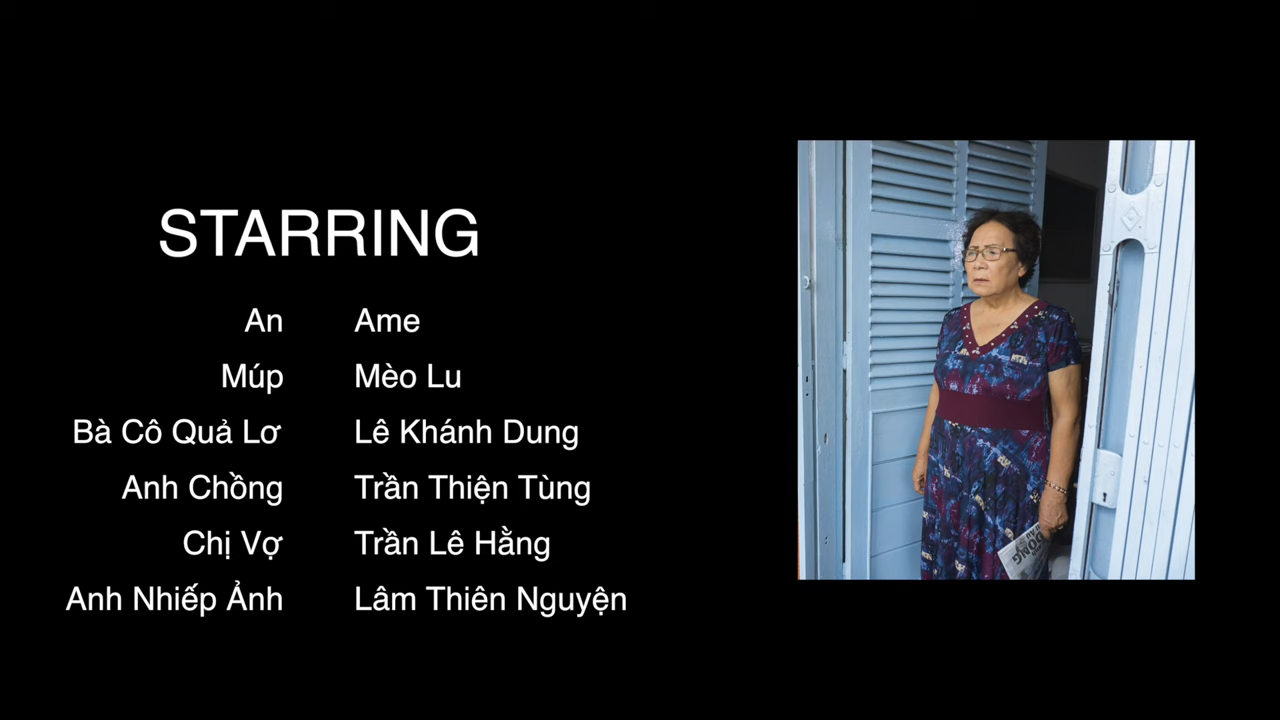 STARRING
An Ame
Múp Mèo Lu
Bà Cô Quả Lơ Lê Khánh Dung
Anh Chồng Trần Thiện Tùng
Chị Vợ Trần Lê Hằng
Anh Nhiếp Ảnh Lâm Thiên Nguyện